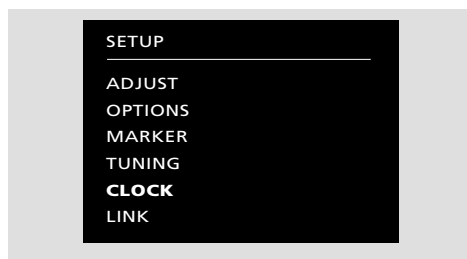 SETUP
ADJUST
OPTIONS
MARKER
TUNING
CLOCK
LINK